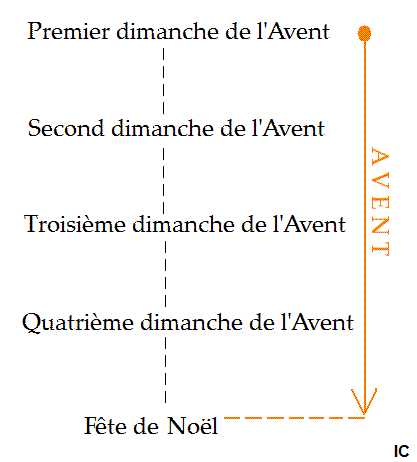 Premier dimanche de l'Avent
Second dimanche de l'Avent
AVENT
Troisième dimanche de l'Avent
Quatrième dimanche de l'Avent
Fête de Noël
IC